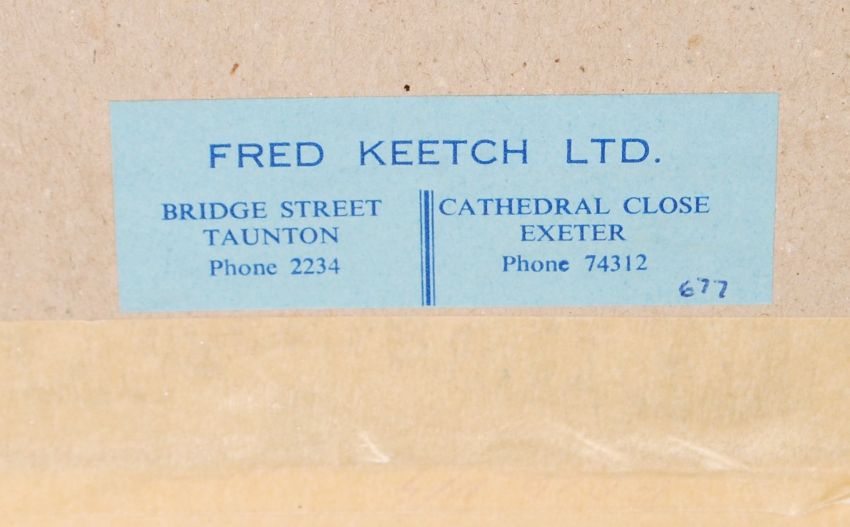 FRED KEETCH LTD.
BRIDGE STREET
TAUNTON
Phone 2234
CATHEDRAL CLOSE
EXETER
Phone 74312
677